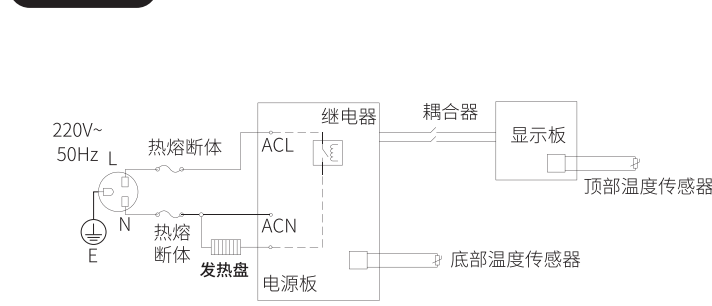 继电器
耦合器
220V~
50Hz
L
热熔断体
ACL
显示板
顶部温度传感器
N
热熔
断体
ACN
E
发热盘
电源板
底部温度传感器